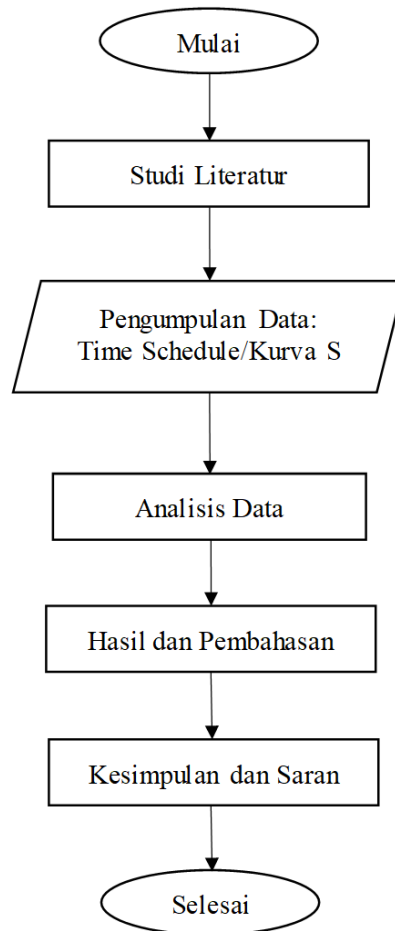 Mulai
Studi Literatur
Pengumpulan Data:
Time Schedule/Kurva S
Analisis Data
Hasil dan Pembahasan
Kesimpulan dan Saran
Selesai